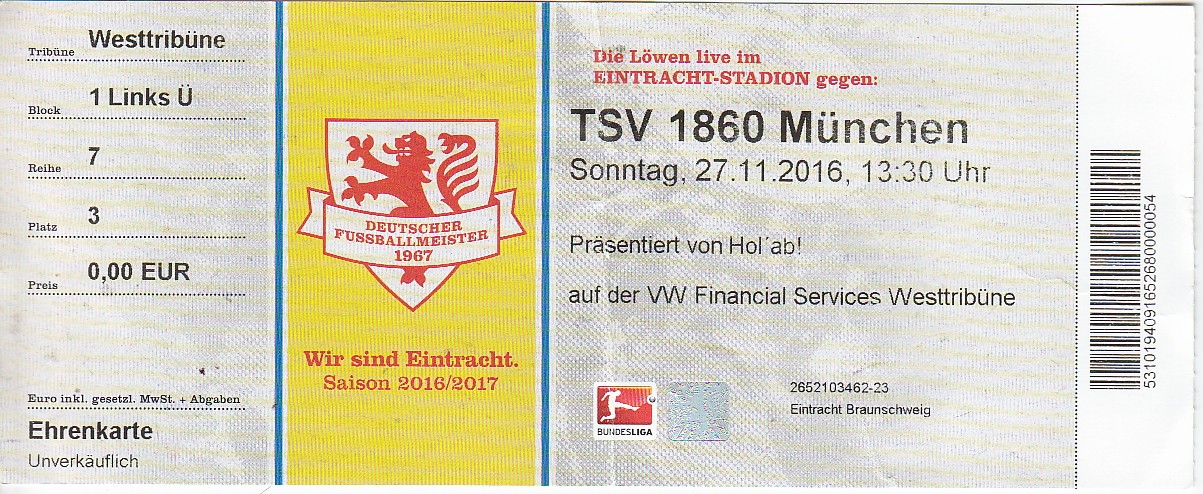 Tribüne Westtribüne
Block 1 Links Ü
Reihe 7
Platz 3
Preis 0,00 EUR
Euro inkl. gesetzl. MwSt. + Abgaben
Ehrenkarte
Unverkäuflich
DEUTSCHER
FUSSBALLMEISTER
1967
Wir sind Eintracht.
Saison 2016/2017
Die Löwen live im
EINTRACHT-STADION gegen:
TSV 1860 München
Sonntag, 27.11.2016, 13:30 Uhr
Präsentiert von Hol´ab!
auf der VW Financial Services Westtribüne
BUNDESLIGA
2652103462-23
Eintracht Braunschweig
5310194091652680000054